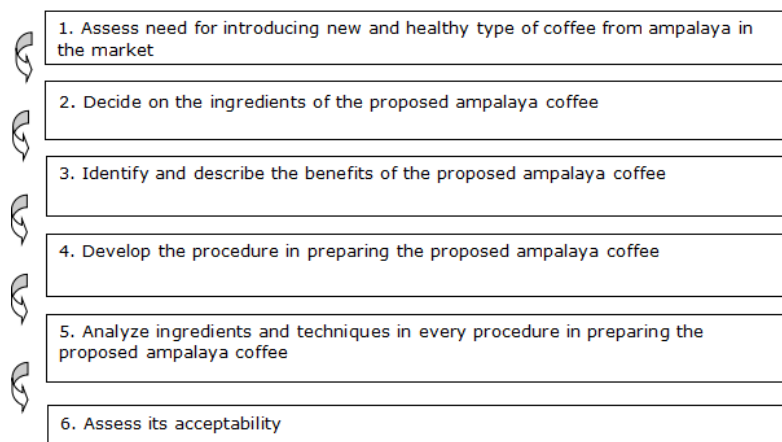 1. Assess need for introducing new and healthy type of coffee from ampalaya in
the market
2. Decide on the ingredients of the proposed ampalaya coffee
3. Identify and describe the benefits of the proposed ampalaya coffee
4. Develop the procedure in preparing the proposed ampalaya coffee
5. Analyze ingredients and techniques in every procedure in preparing the
proposed ampalaya coffee
6. Assess its acceptability